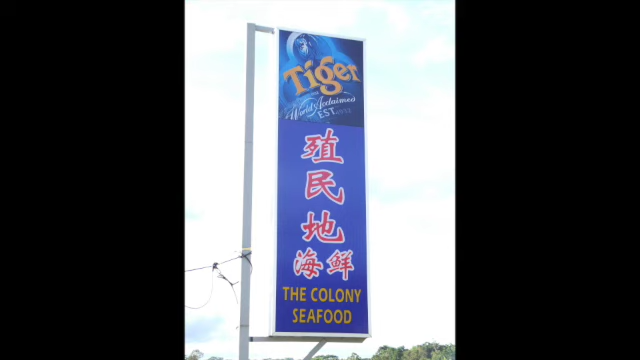 Tiger
World Acclaimed
EST
殖
民
地
海鮮
THE COLONY
SEAFOOD